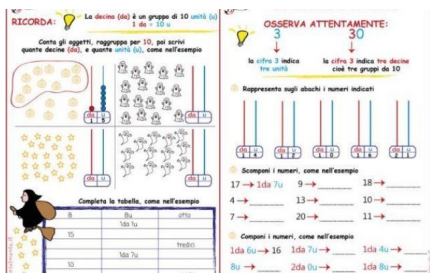 RICORDA:
La decina (da) è un gruppo di 10 unità (u)
1 da = 10 u
Conta gli oggetti, raggruppa per 10, poi scrivi
quante decine (da), e quante unità (u), come nell'esempio
da u
da u
da u
da u
Completa la tabella, come nell'esempio
8 8u otto
1da 1u
15
tredici
1da 7u
10
OSSERVA ATTENTAMENTE:
3 30
la cifra 3 indica
tre unità
la cifra 3 indica tre decine
cioè tre gruppi da 10
Rappresenta sugli abachi i numeri indicati
da u da u da u da u da u
Scomponi i numeri, come nell'esempio
17 → 1da 7u 9 → 18 →
4 → 13 → 10 →
7 → 20 → 11 →
Componi i numeri, come nell'esempio
1da 6u → 16 1da 7u → 1da 4u →
8u → 2da 0u → 1da 8u →